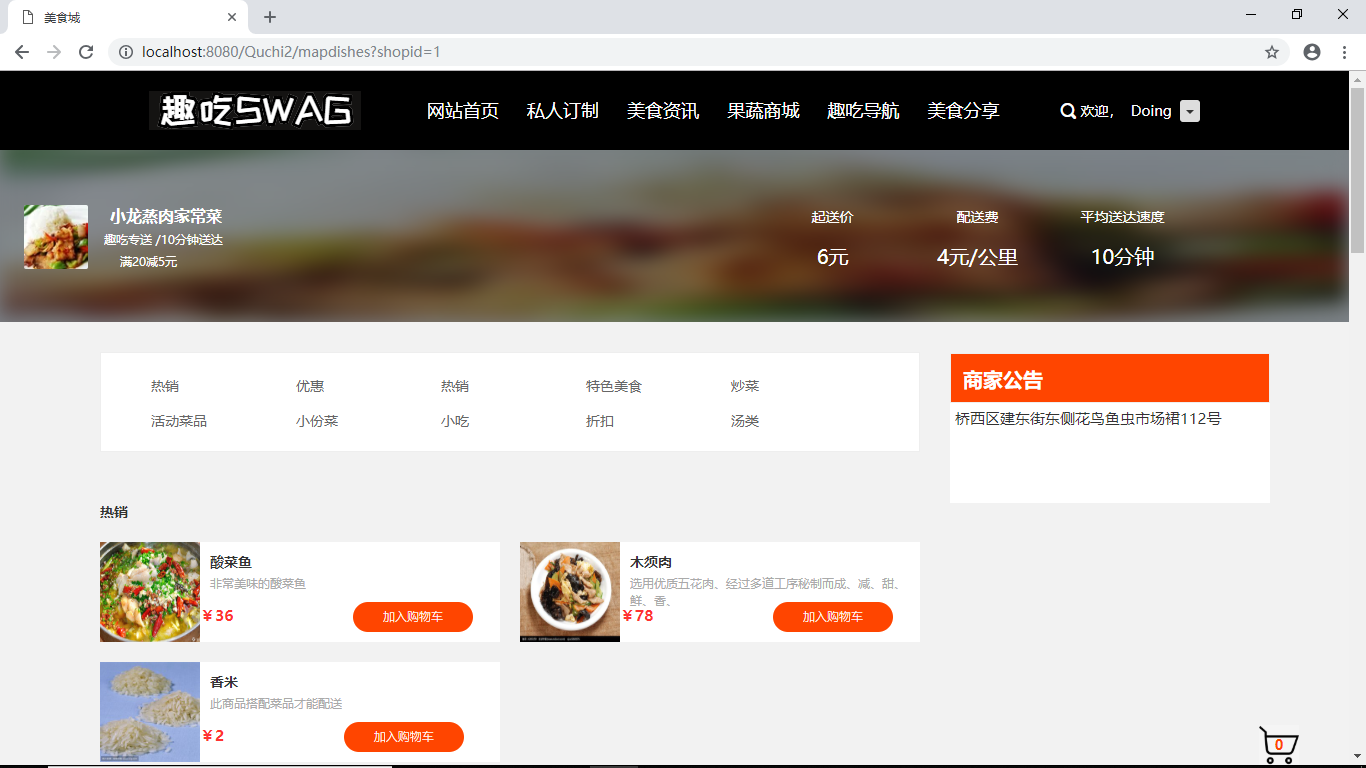 美食城
localhost:8080/Quchi2/mapdishes?shopid=1
趣吃SWAG
网站首页 私人订制 美食资讯 果蔬商城 趣吃导航 美食分享 欢迎， Doing
小龙蒸肉家常菜
趣吃专送 /10分钟送达
满20减5元
起送价 配送费 平均送达速度
6元 4元/公里 10分钟
热销 优惠 热销 特色美食 炒菜
活动菜品 小份菜 小吃 折扣 汤类
商家公告
桥西区建东街东侧花鸟鱼虫市场裙112号
热销
酸菜鱼
非常美味的酸菜鱼
¥36 加入购物车
木须肉
选用优质五花肉、经过多道工序秘制而成、减、甜、
鲜、香、
¥78 加入购物车
香米
此商品搭配菜品才能配送
¥2 加入购物车
0